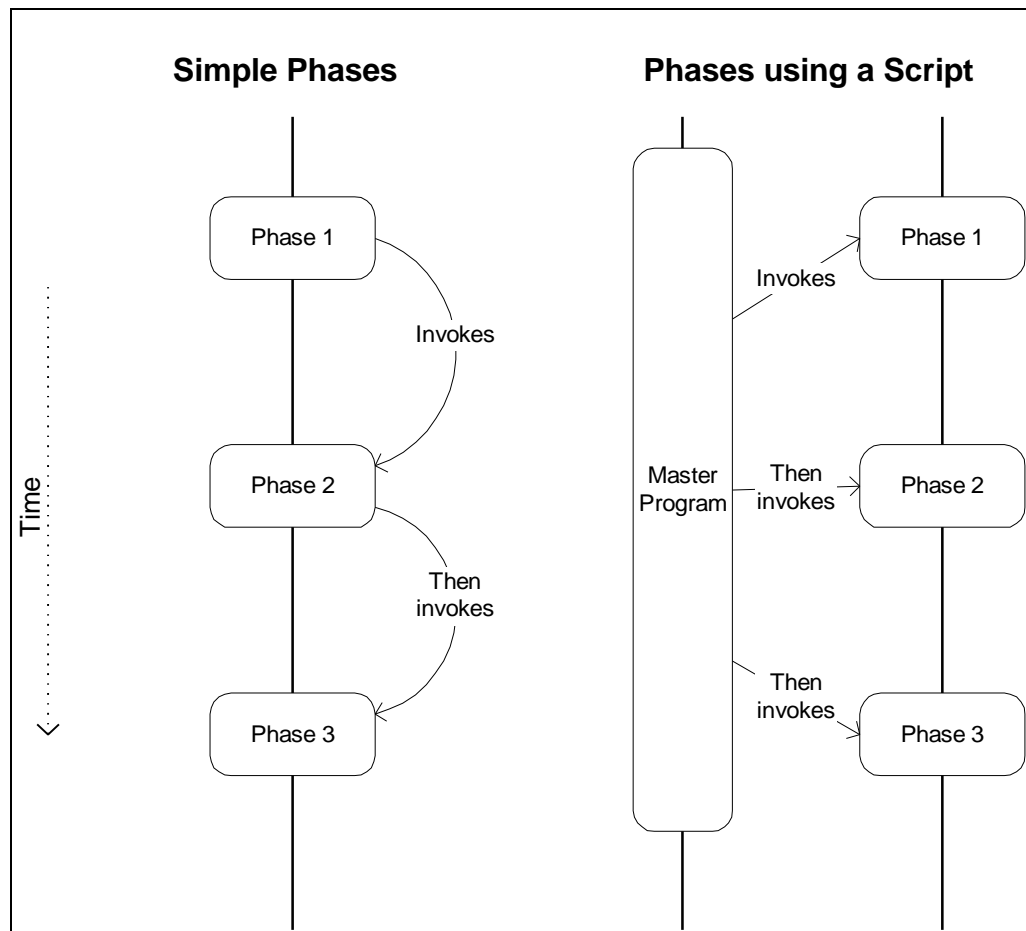 Simple Phases
Phase 1
Invokes
Phase 2
Then
invokes
Phase 3
Time
Phases using a Script
Master
Program
Invokes
Phase 1
Then
invokes
Phase 2
Then
invokes
Phase 3